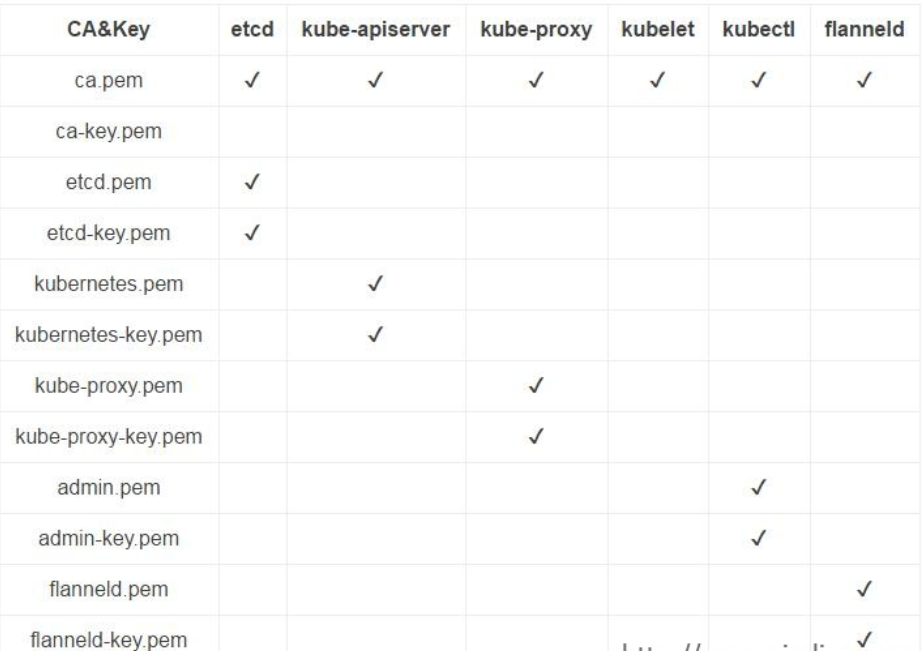 CA&Key etcd kube-apiserver kube-proxy kubelet kubectl flanneld
ca.pem ✓ ✓ ✓ ✓ ✓ ✓
ca-key.pem
etcd.pem ✓
etcd-key.pem ✓
kubernetes.pem ✓
kubernetes-key.pem ✓
kube-proxy.pem ✓
kube-proxy-key.pem ✓
admin.pem ✓
admin-key.pem ✓
flanneld.pem ✓
flanneld-key.pem ✓